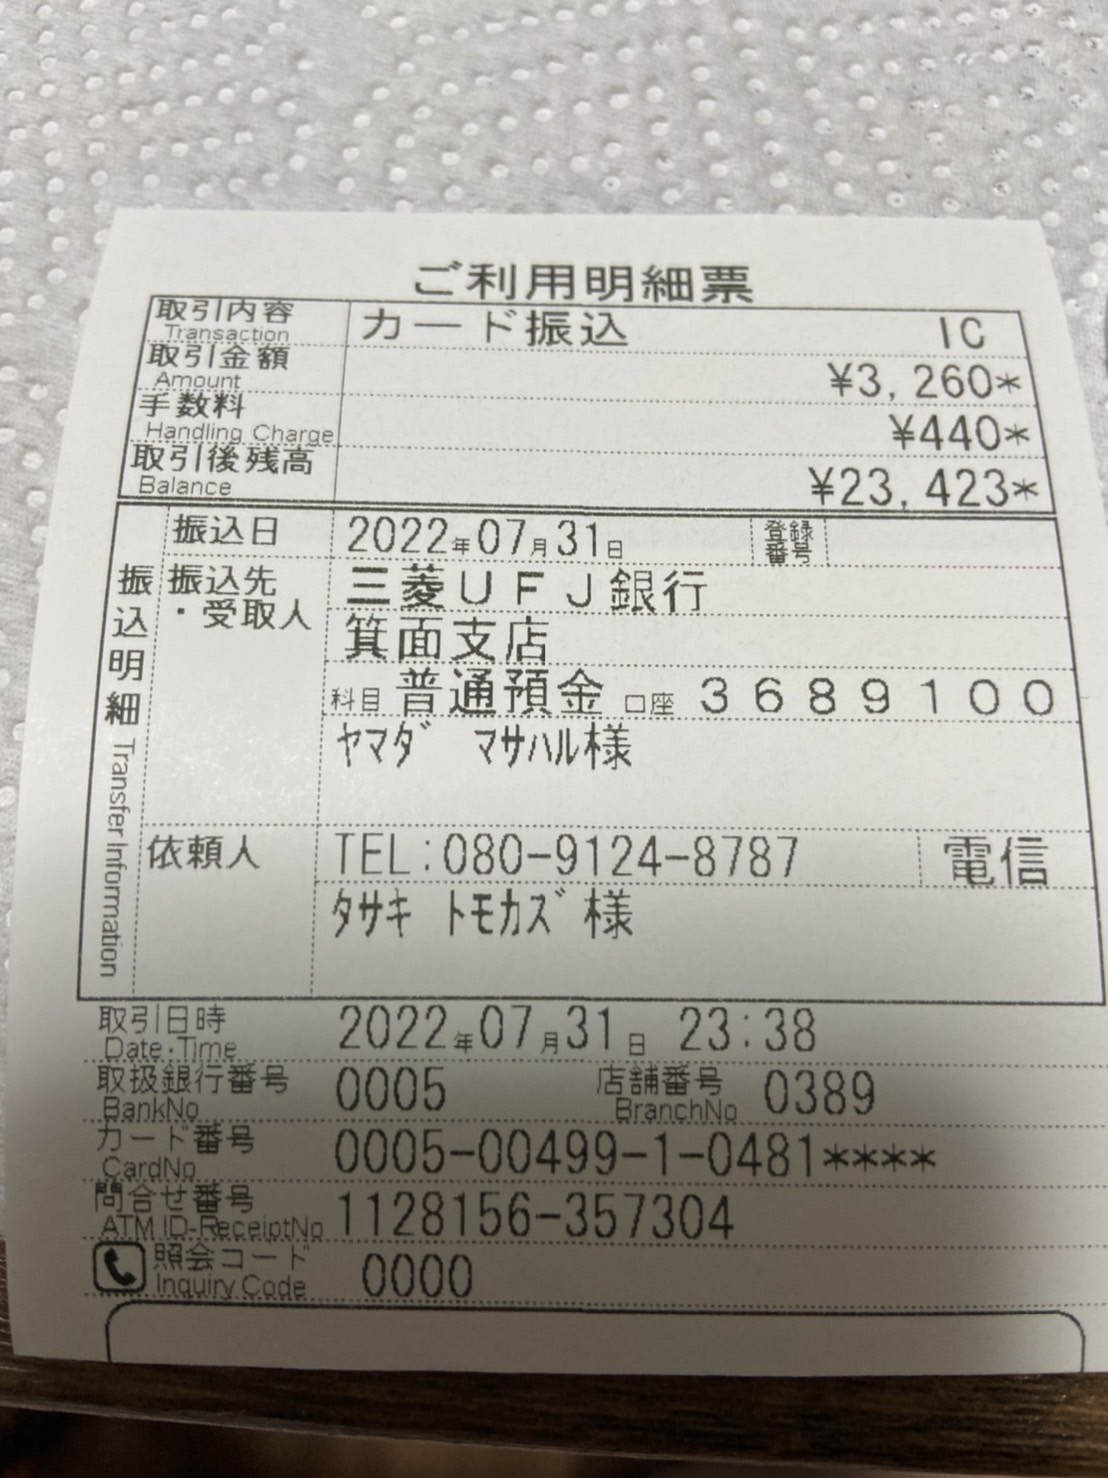 ご利用明細票
取引内容 カード振込 IC
Transaction
取引金額 ¥3,260*
Amount
手数料 ¥440*
Handling Charge
取引後残高 ¥23,423*
Balance
振込明細 Transfer Information
振込日 2022年07月31日 登録番号
振込先・受取人 三菱UFJ銀行
箕面支店
科目 普通預金 口座 3689100
ヤマダ マサハル様
依頼人 TEL:080-9124-8787 電信
タサキ トモカズ様
取引日時 2022年07月31日 23:38
Date・Time
取扱銀行番号 0005 店舗番号 0389
BankNo BranchNo
カード番号 0005-00499-1-0481****
CardNo
問合せ番号 1128156-357304
ATM ID-ReceiptNo
照会コード 0000
Inquiry Code